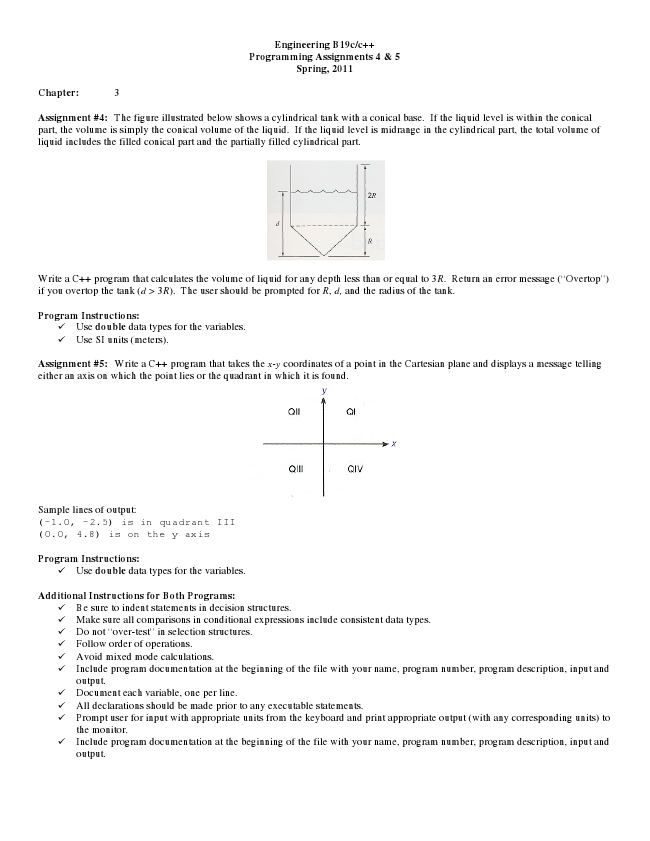 Engineering B19c/c++
Programming Assignments 4 & 5
Spring, 2011
Chapter: 3
Assignment #4: The figure illustrated below shows a cylindrical tank with a conical base. If the liquid level is within the conical
part, the volume is simply the conical volume of the liquid. If the liquid level is midrange in the cylindrical part, the total volume of
liquid includes the filled conical part and the partially filled cylindrical part.
2R
d
R
Write a C++ program that calculates the volume of liquid for any depth less than or equal to 3R. Return an error message ("Overtop")
if you overtop the tank (d > 3R). The user should be prompted for R, d, and the radius of the tank.
Program Instructions:
✓ Use double data types for the variables.
✓ Use SI units (meters).
Assignment #5: Write a C++ program that takes the x-y coordinates of a point in the Cartesian plane and displays a message telling
either an axis on which the point lies or the quadrant in which it is found.
y
QII QI
x
QIII QIV
Sample lines of output:
(-1.0, -2.5) is in quadrant III
(0.0, 4.8) is on the y axis
Program Instructions:
✓ Use double data types for the variables.
Additional Instructions for Both Programs:
✓ Be sure to indent statements in decision structures.
✓ Make sure all comparisons in conditional expressions include consistent data types.
✓ Do not "over-test" in selection structures.
✓ Follow order of operations.
✓ Avoid mixed mode calculations.
✓ Include program documentation at the beginning of the file with your name, program number, program description, input and
output.
✓ Document each variable, one per line.
✓ All declarations should be made prior to any executable statements.
✓ Prompt user for input with appropriate units from the keyboard and print appropriate output (with any corresponding units) to
the monitor.
✓ Include program documentation at the beginning of the file with your name, program number, program description, input and
output.